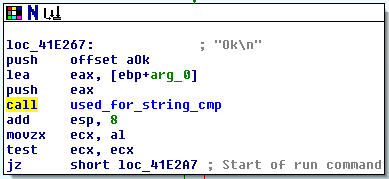 loc_41E267: ; "Ok\n"
push offset aOk
lea eax, [ebp+arg_0]
push eax
call used_for_string_cmp
add esp, 8
movzx ecx, al
test ecx, ecx
jz short loc_41E2A7 ; Start of run command